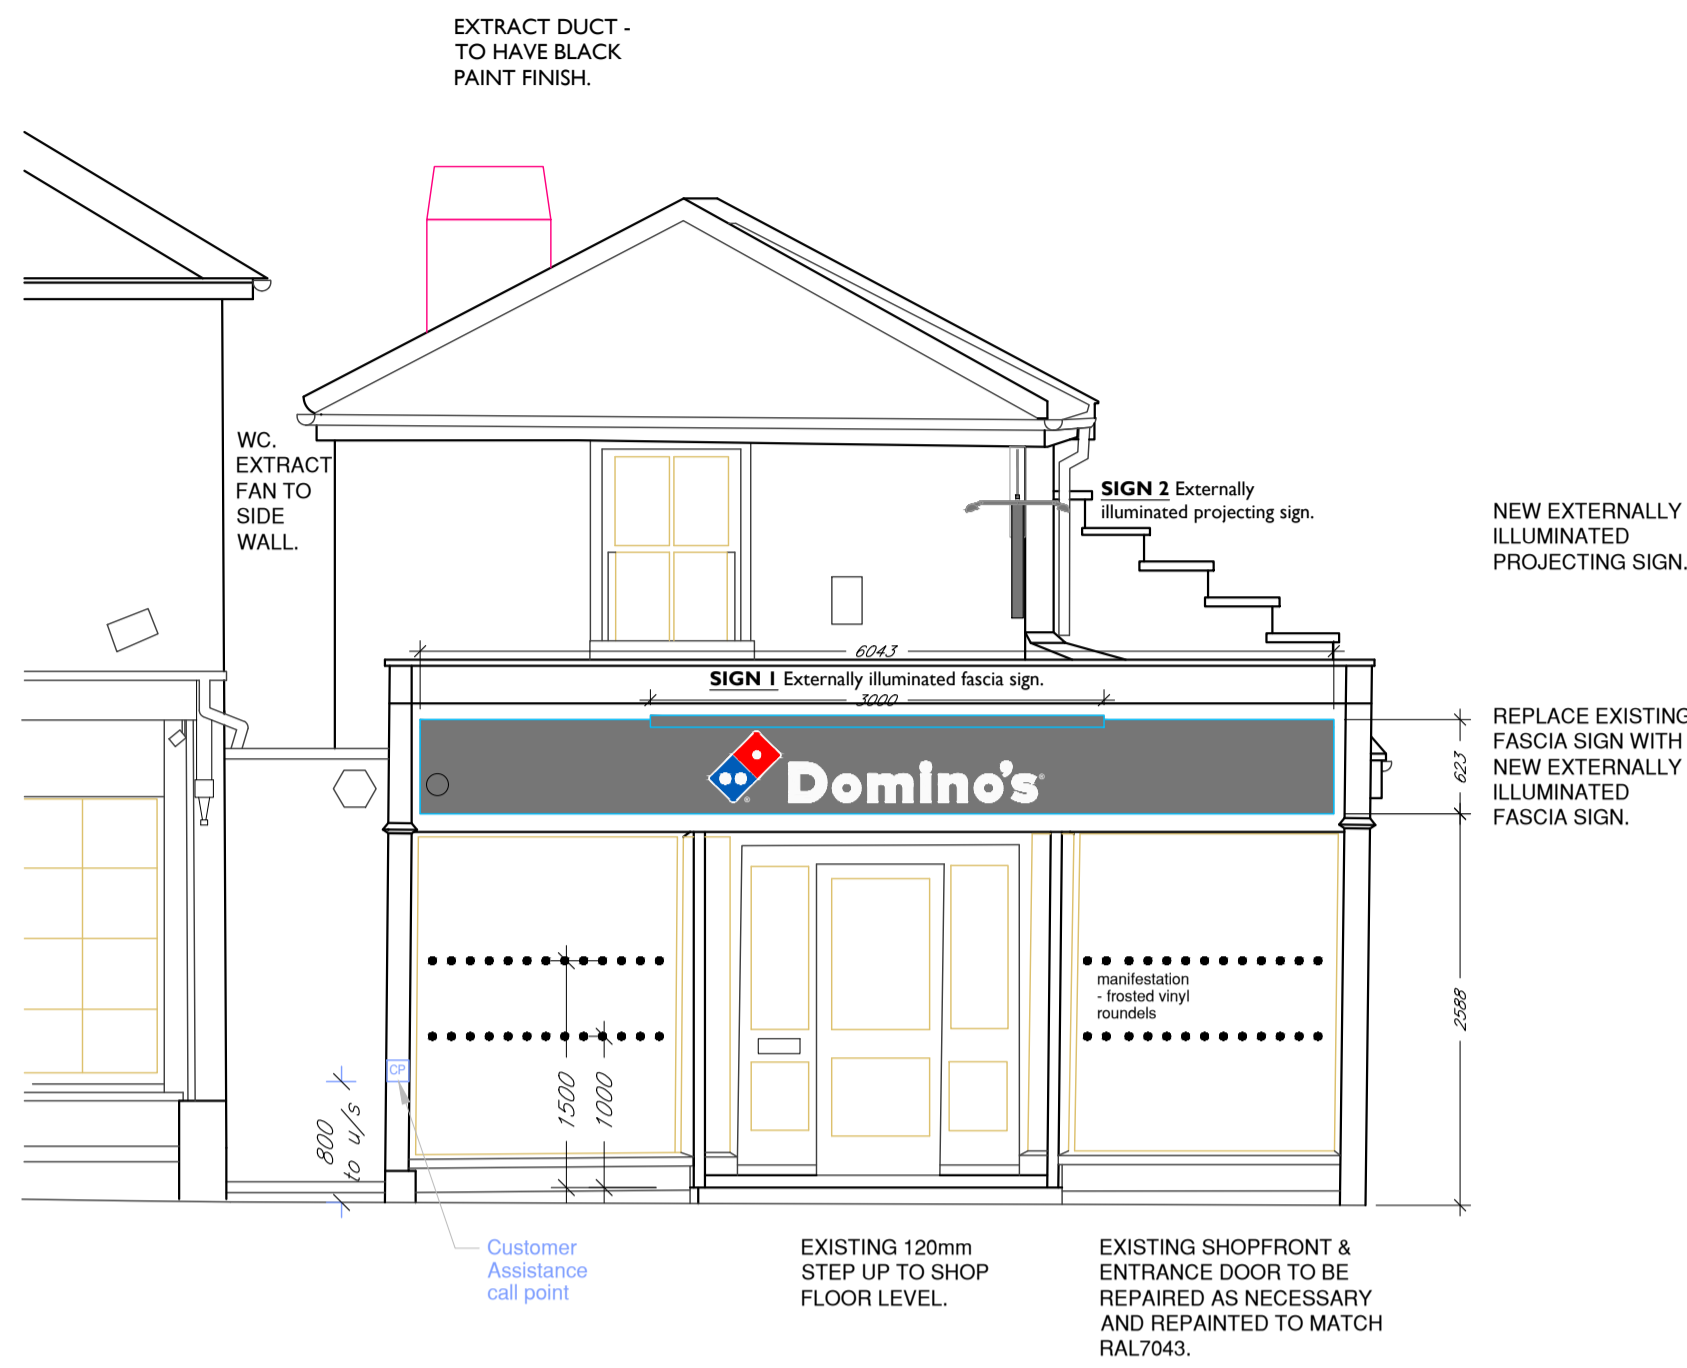 EXTRACT DUCT -
TO HAVE BLACK
PAINT FINISH.
WC.
EXTRACT
FAN TO
SIDE
WALL.
SIGN 2 Externally
illuminated projecting sign.
NEW EXTERNALLY
ILLUMINATED
PROJECTING SIGN.
6043
SIGN 1 Externally illuminated fascia sign.
3000
Domino's
®
®
623
REPLACE EXISTING
FASCIA SIGN WITH
NEW EXTERNALLY
ILLUMINATED
FASCIA SIGN.
manifestation
- frosted vinyl
roundels
2588
CP
1500
1000
800
to u/s
Customer
Assistance
call point
EXISTING 120mm
STEP UP TO SHOP
FLOOR LEVEL.
EXISTING SHOPFRONT &
ENTRANCE DOOR TO BE
REPAIRED AS NECESSARY
AND REPAINTED TO MATCH
RAL7043.